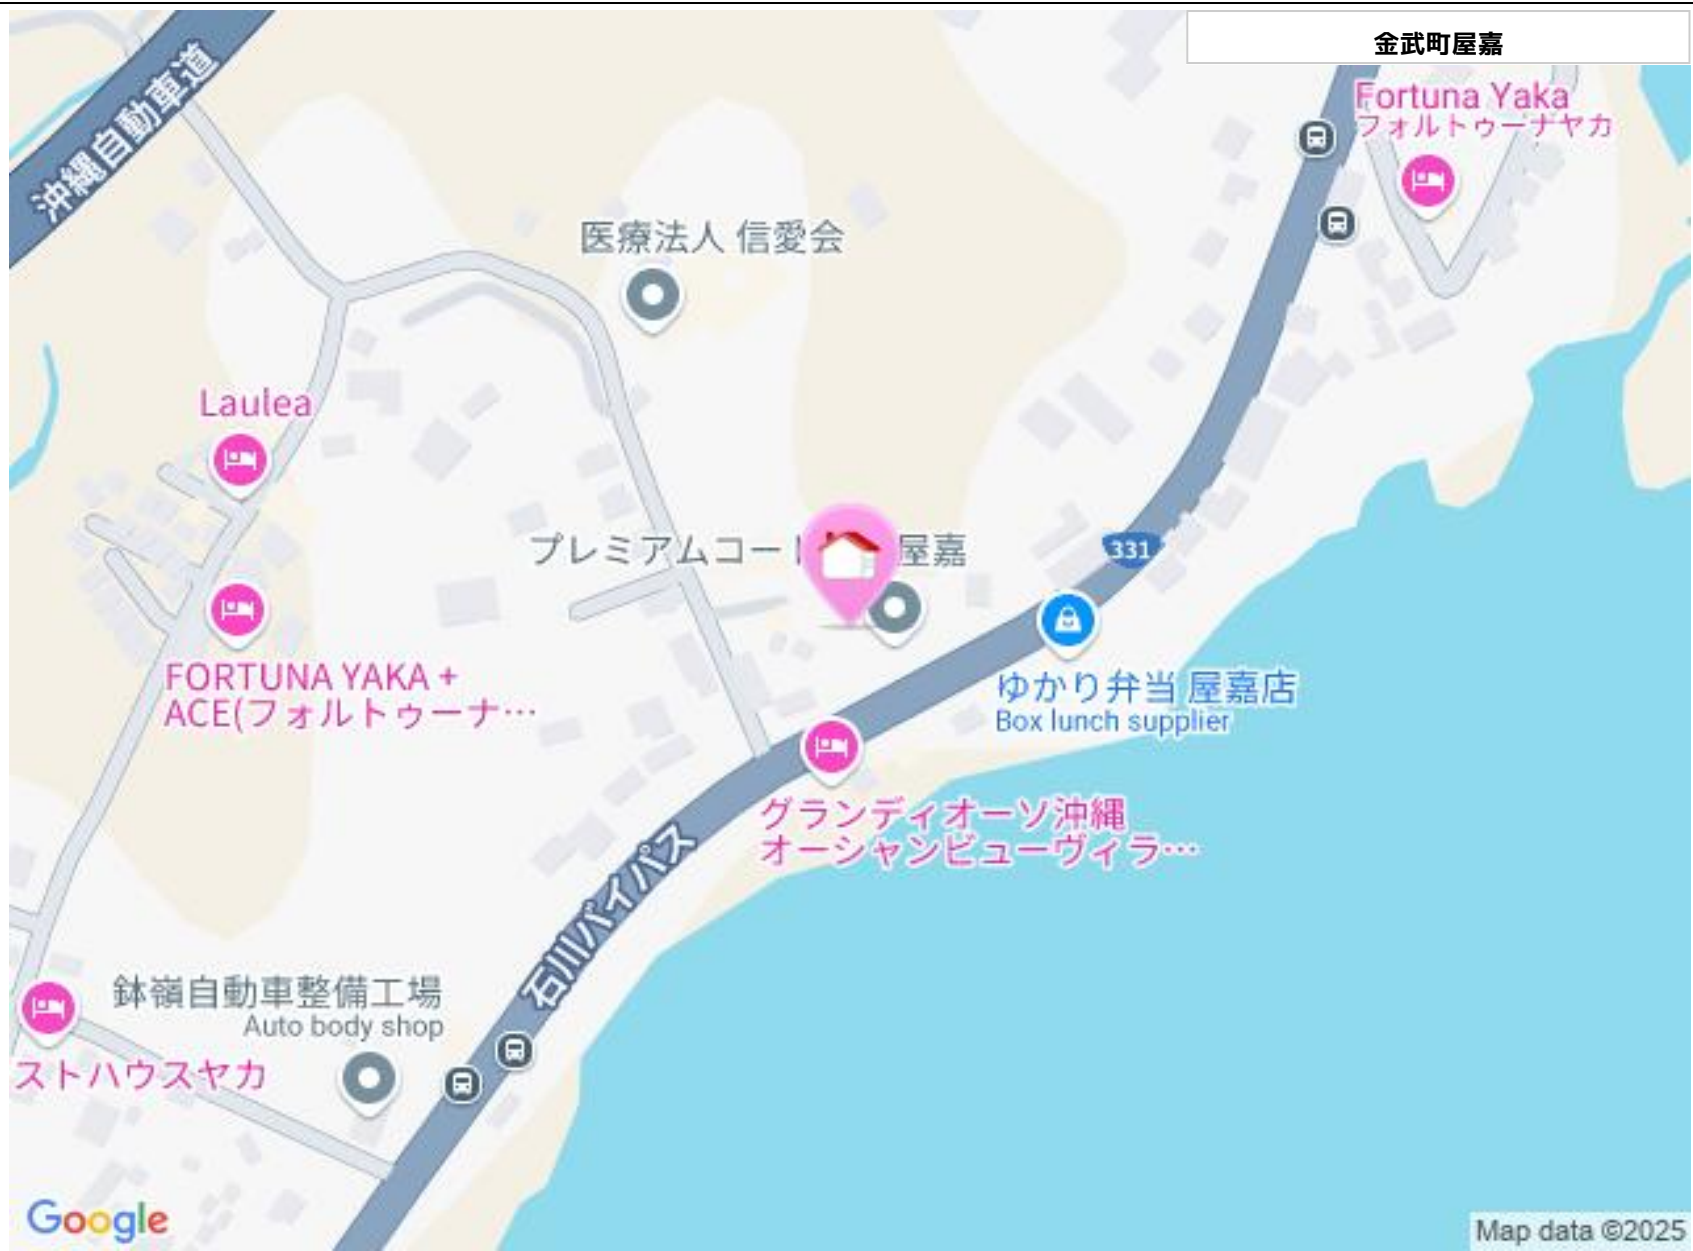 金武町屋嘉
沖縄自動車道
Fortuna Yaka
フォルトゥーナヤカ
医療法人 信愛会
Laulea
プレミアムコー
屋嘉
331
FORTUNA YAKA +
ACE(フォルトゥーナ…
ゆかり弁当 屋嘉店
Box lunch supplier
グランディオーソ沖縄
オーシャンビューヴィラ…
石川バイパス
鉢嶺自動車整備工場
Auto body shop
ストハウスヤカ
Google
Map data ©2025